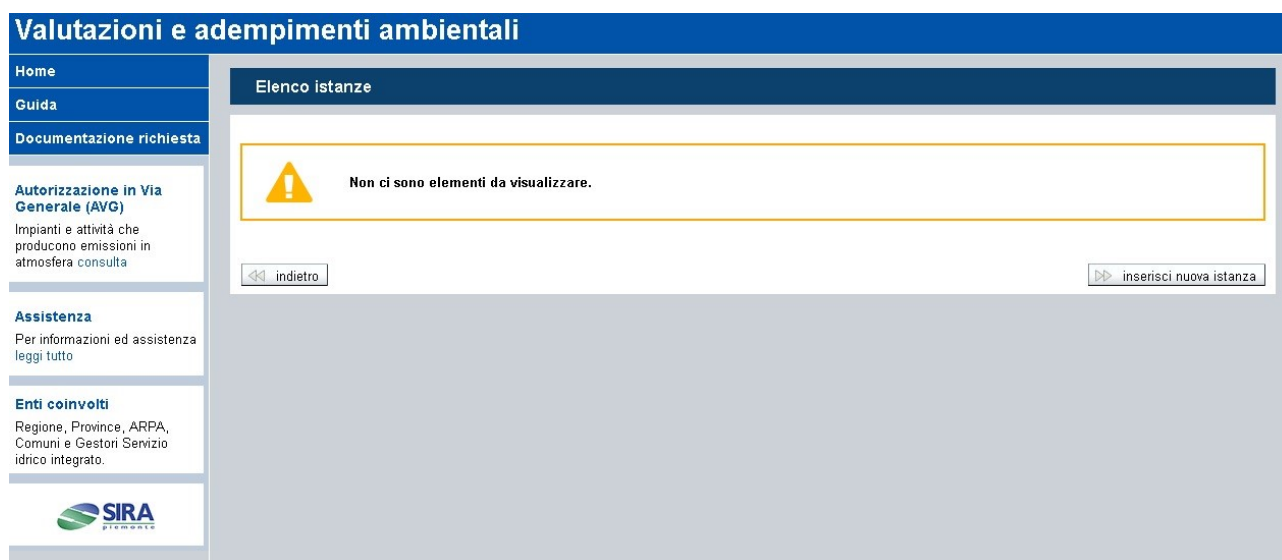 Valutazioni e adempimenti ambientali
Home
Guida
Documentazione richiesta
Autorizzazione in Via
Generale (AVG)
Impianti e attività che
producono emissioni in
atmosfera consulta
Assistenza
Per informazioni ed assistenza
leggi tutto
Enti coinvolti
Regione, Province, ARPA,
Comuni e Gestori Servizio
idrico integrato.
SIRA
piemonte
Elenco istanze
Non ci sono elementi da visualizzare.
indietro
inserisci nuova istanza